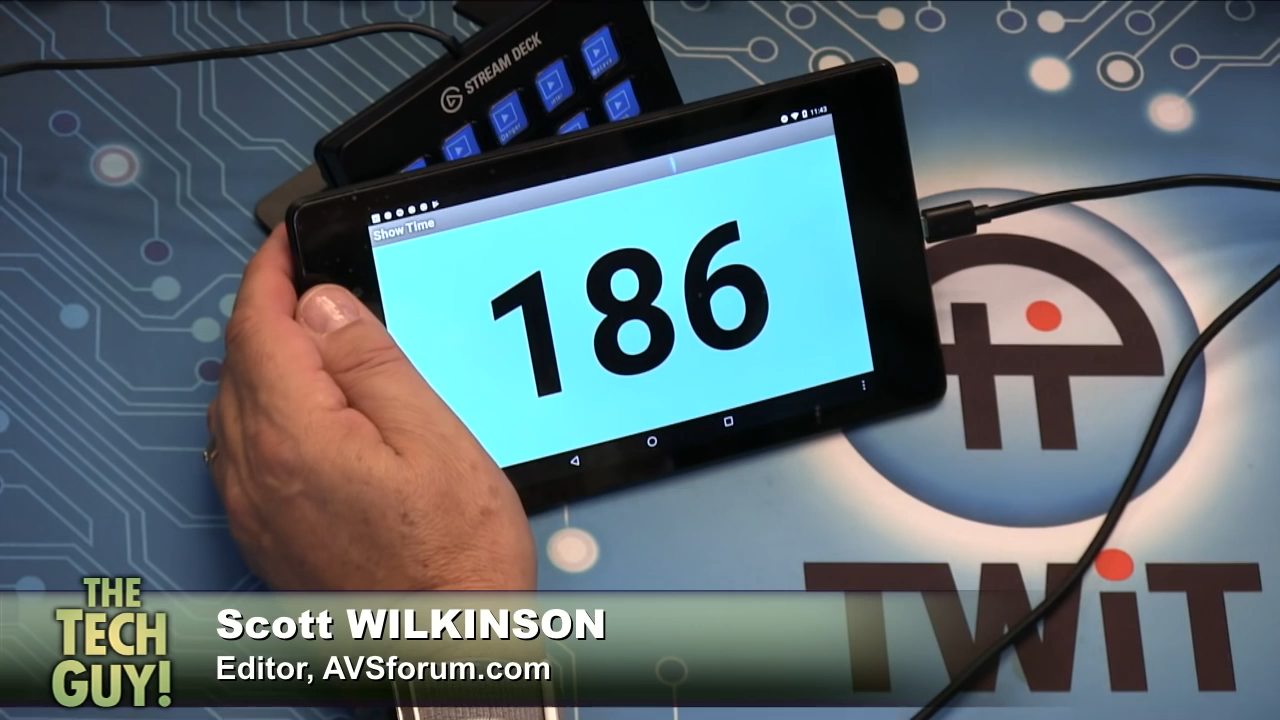 STREAM DECK
11:43
Show Time
186
TWiT
THE
TECH
GUY!
Scott WILKINSON
Editor, AVSforum.com